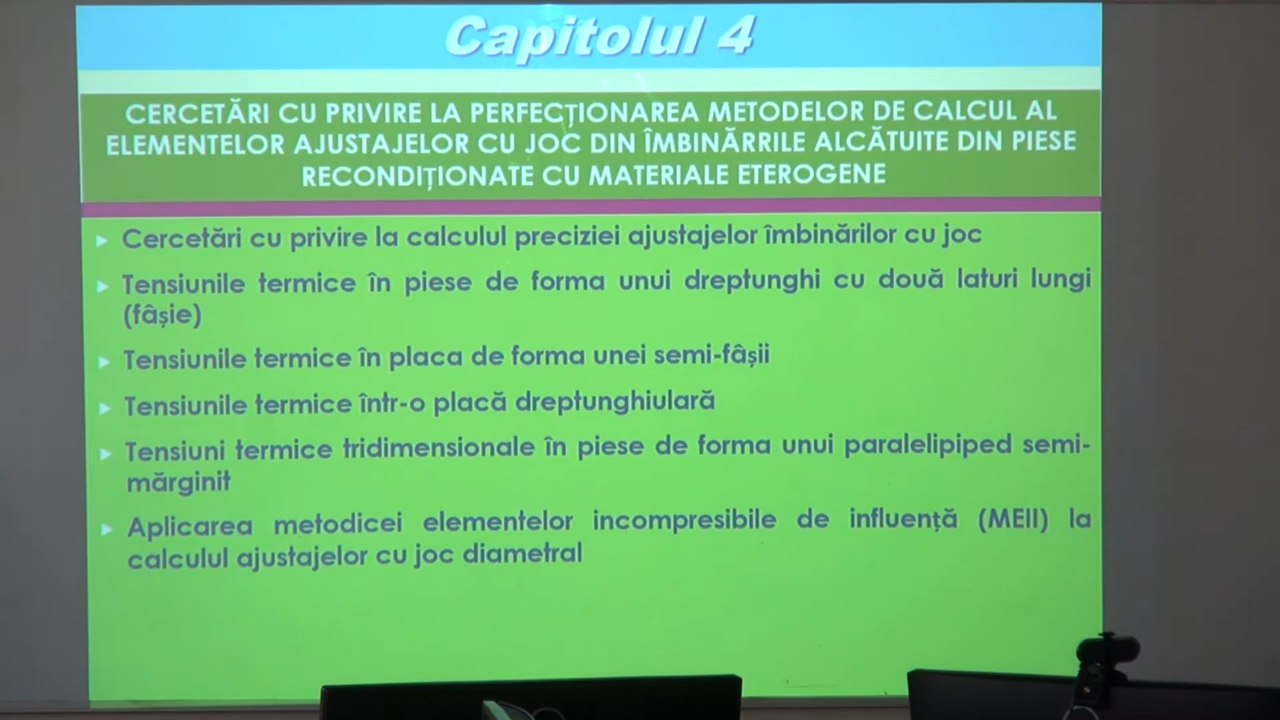 Capitolul 4
CERCETĂRI CU PRIVIRE LA PERFECȚIONAREA METODELOR DE CALCUL AL
ELEMENTELOR AJUSTAJELOR CU JOC DIN ÎMBINĂRRILE ALCĂTUITE DIN PIESE
RECONDIȚIONATE CU MATERIALE ETEROGENE
Cercetări cu privire la calculul preciziei ajustajelor îmbinărilor cu joc
Tensiunile termice în piese de forma unui dreptunghi cu două laturi lungi
(fâșie)
Tensiunile termice în placa de forma unei semi-fâșii
Tensiunile termice într-o placă dreptunghiulară
Tensiuni termice tridimensionale în piese de forma unui paralelipiped semi-
mărginit
Aplicarea metodicei elementelor incompresibile de influență (MEII) la
calculul ajustajelor cu joc diametral